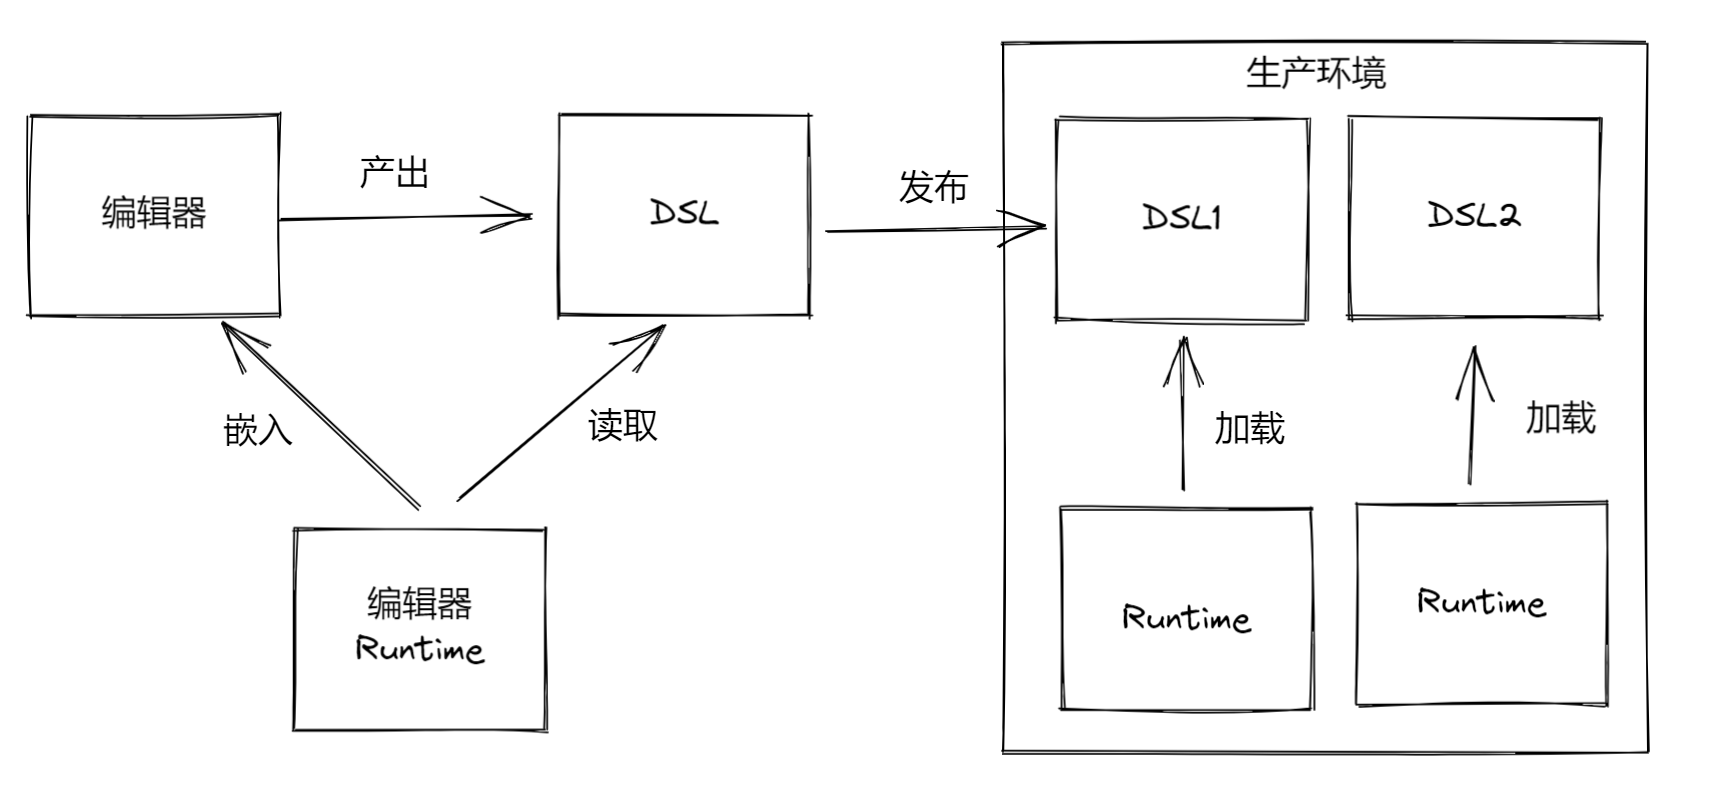 生产环境
编辑器
产出
DSL
发布
DSL1
DSL2
嵌入
读取
加载
加载
编辑器
Runtime
Runtime
Runtime